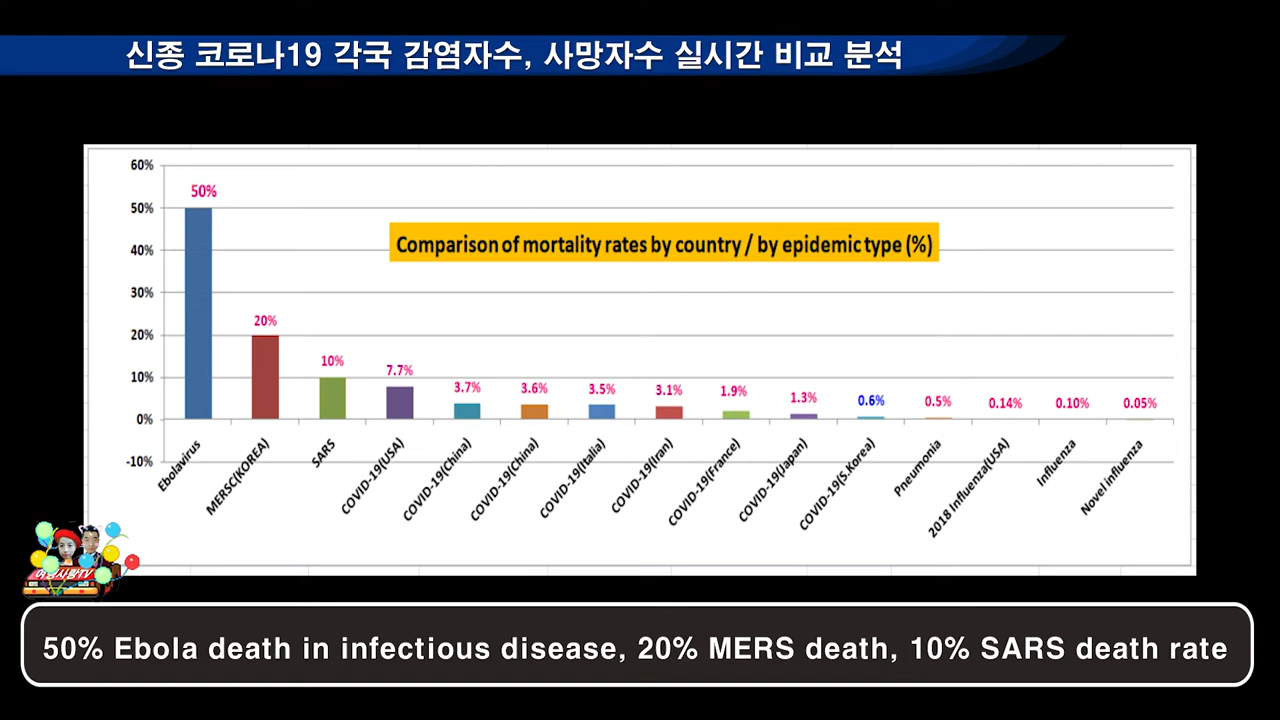 신종 코로나19 각국 감염자수, 사망자수 실시간 비교 분석
Comparison of mortality rates by country / by epidemic type (%)
60%
50%
40%
30%
20%
10%
0%
-10%
50%
20%
10%
7.7%
3.7%
3.6%
3.5%
3.1%
1.9%
1.3%
0.6%
0.5%
0.14%
0.10%
0.05%
Ebolavirus
MERSC(KOREA)
SARS
COVID-19(USA)
COVID-19(China)
COVID-19(China)
COVID-19(Italia)
COVID-19(Iran)
COVID-19(France)
COVID-19(Japan)
COVID-19(S.Korea)
Pneumonia
2018 Influenza(USA)
Influenza
Novel influenza
50% Ebola death in infectious disease, 20% MERS death, 10% SARS death rate